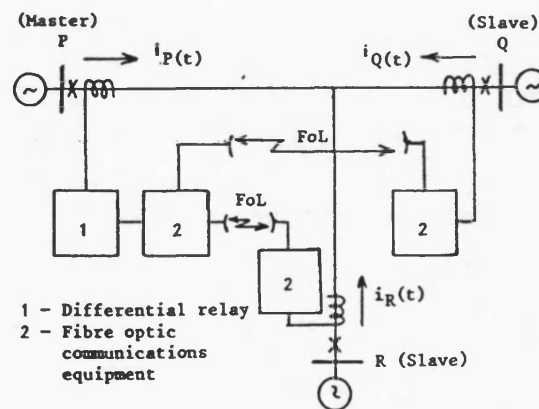 (Master)
P
i_P(t)
i_Q(t)
(Slave)
Q
FoL
FoL
1
2
2
2
i_R(t)
1 - Differential relay
2 - Fibre optic
communications
equipment
R (Slave)